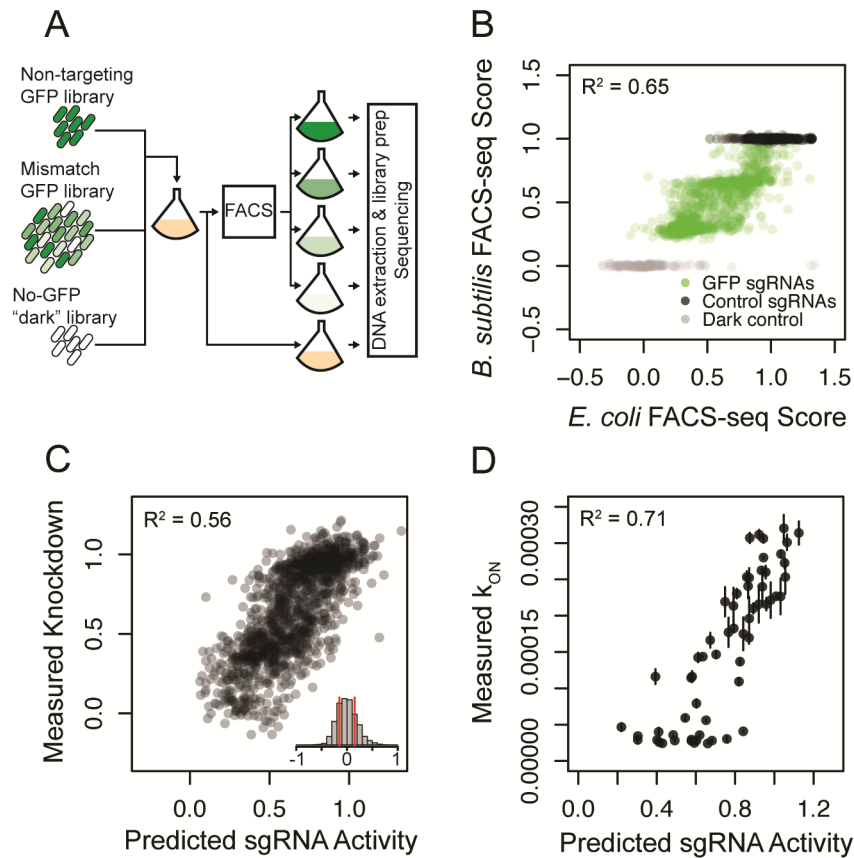 A
Non-targeting
GFP library
Mismatch
GFP library
No-GFP
“dark” library
FACS
DNA extraction & library prep
Sequencing
B
R² = 0.65
B. subtilis FACS-seq Score
1.5
1.0
0.5
0.0
−0.5
GFP sgRNAs
Control sgRNAs
Dark control
−0.5 0.0 0.5 1.0 1.5
E. coli FACS-seq Score
C
R² = 0.56
Measured Knockdown
1.0
0.5
0.0
-1 0 1
0.0 0.5 1.0
Predicted sgRNA Activity
D
R² = 0.71
Measured kON
0.00030
0.00015
0.00000
0.0 0.4 0.8 1.2
Predicted sgRNA Activity